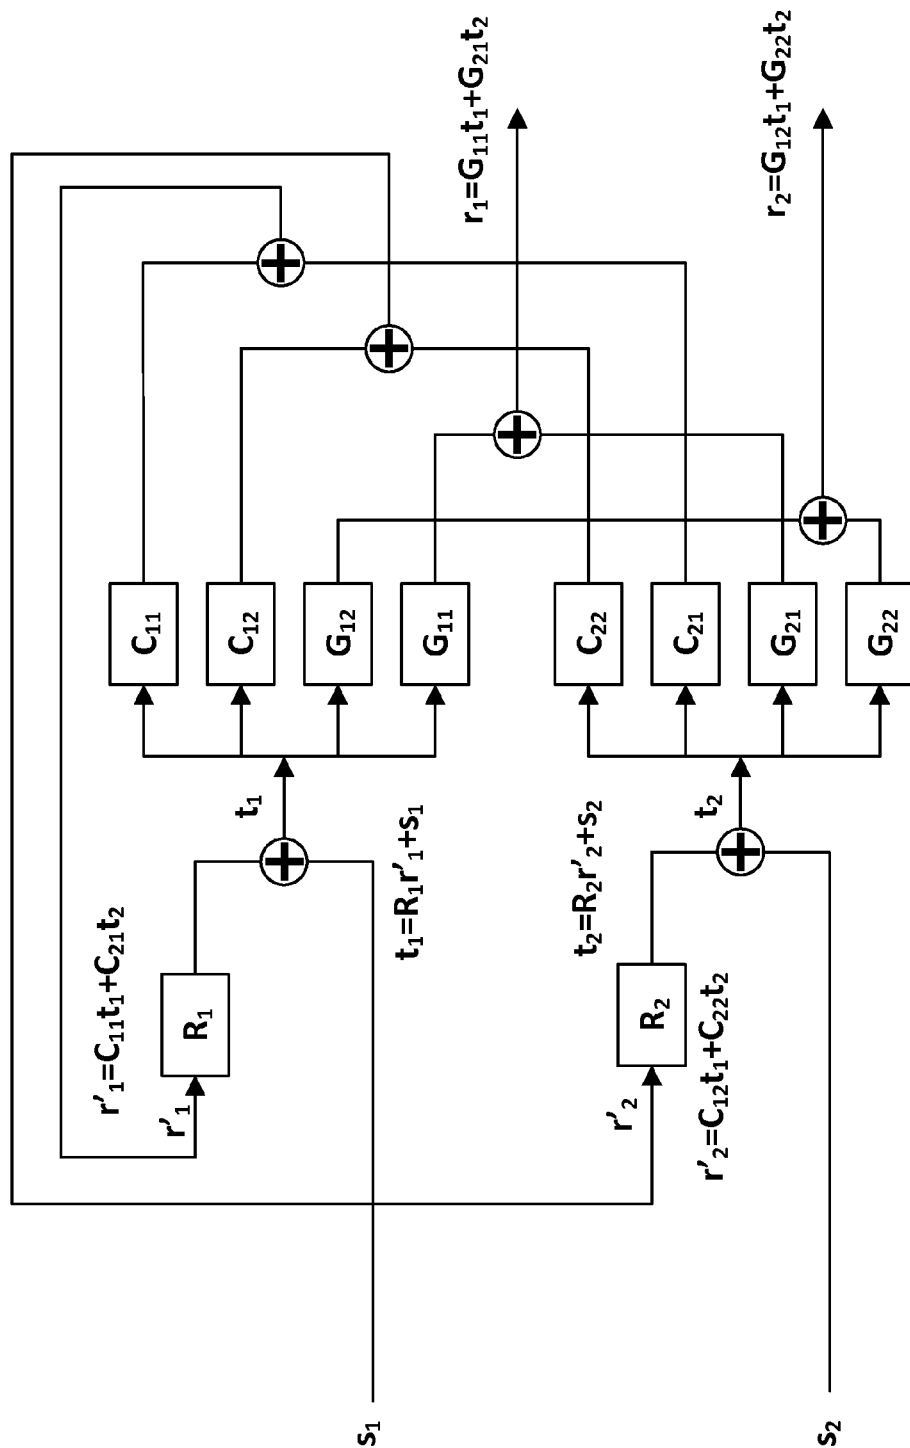 r₁=G₁₁t₁+G₂₁t₂
r₂=G₁₂t₁+G₂₂t₂
C₁₁
C₁₂
G₁₂
G₁₁
C₂₂
C₂₁
G₂₁
G₂₂
t₁
t₂
t₁=R₁r'₁+s₁
t₂=R₂r'₂+s₂
r'₁=C₁₁t₁+C₂₁t₂
R₁
r'₁
R₂
r'₂
r'₂=C₁₂t₁+C₂₂t₂
s₁
s₂